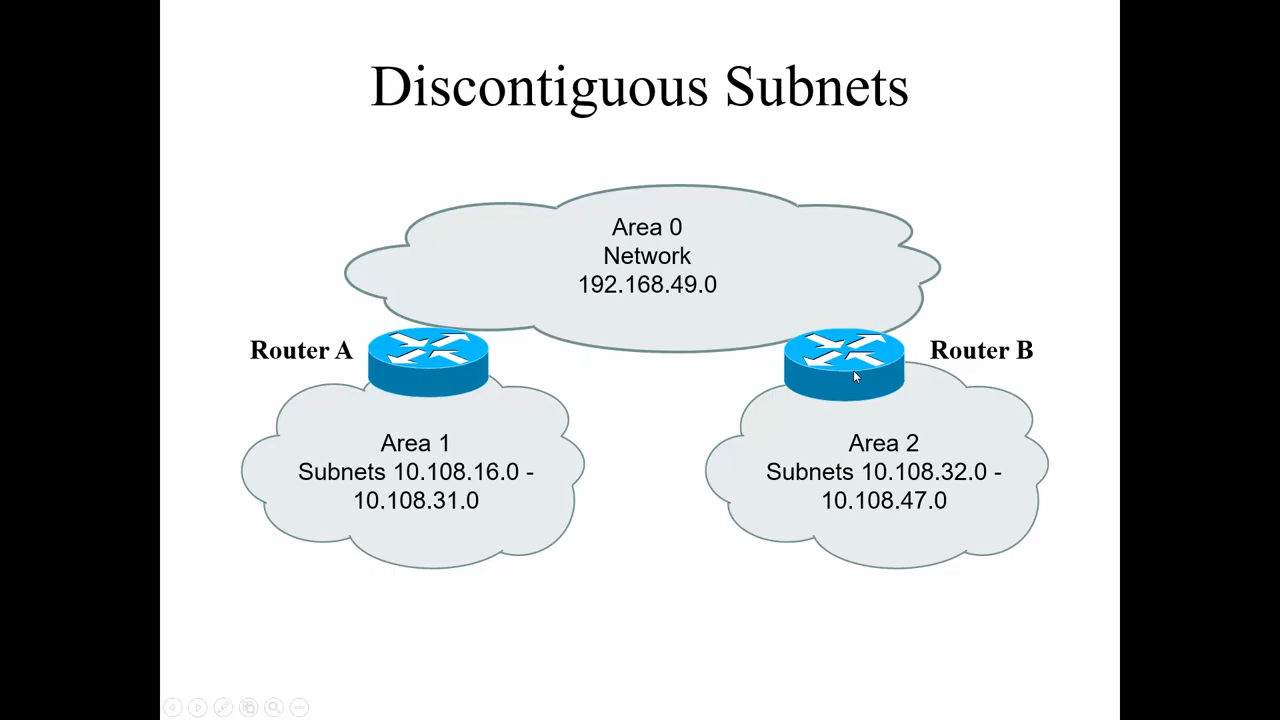 Discontiguous Subnets
Area 0
Network
192.168.49.0
Router A
Router B
Area 1
Subnets 10.108.16.0 -
10.108.31.0
Area 2
Subnets 10.108.32.0 -
10.108.47.0